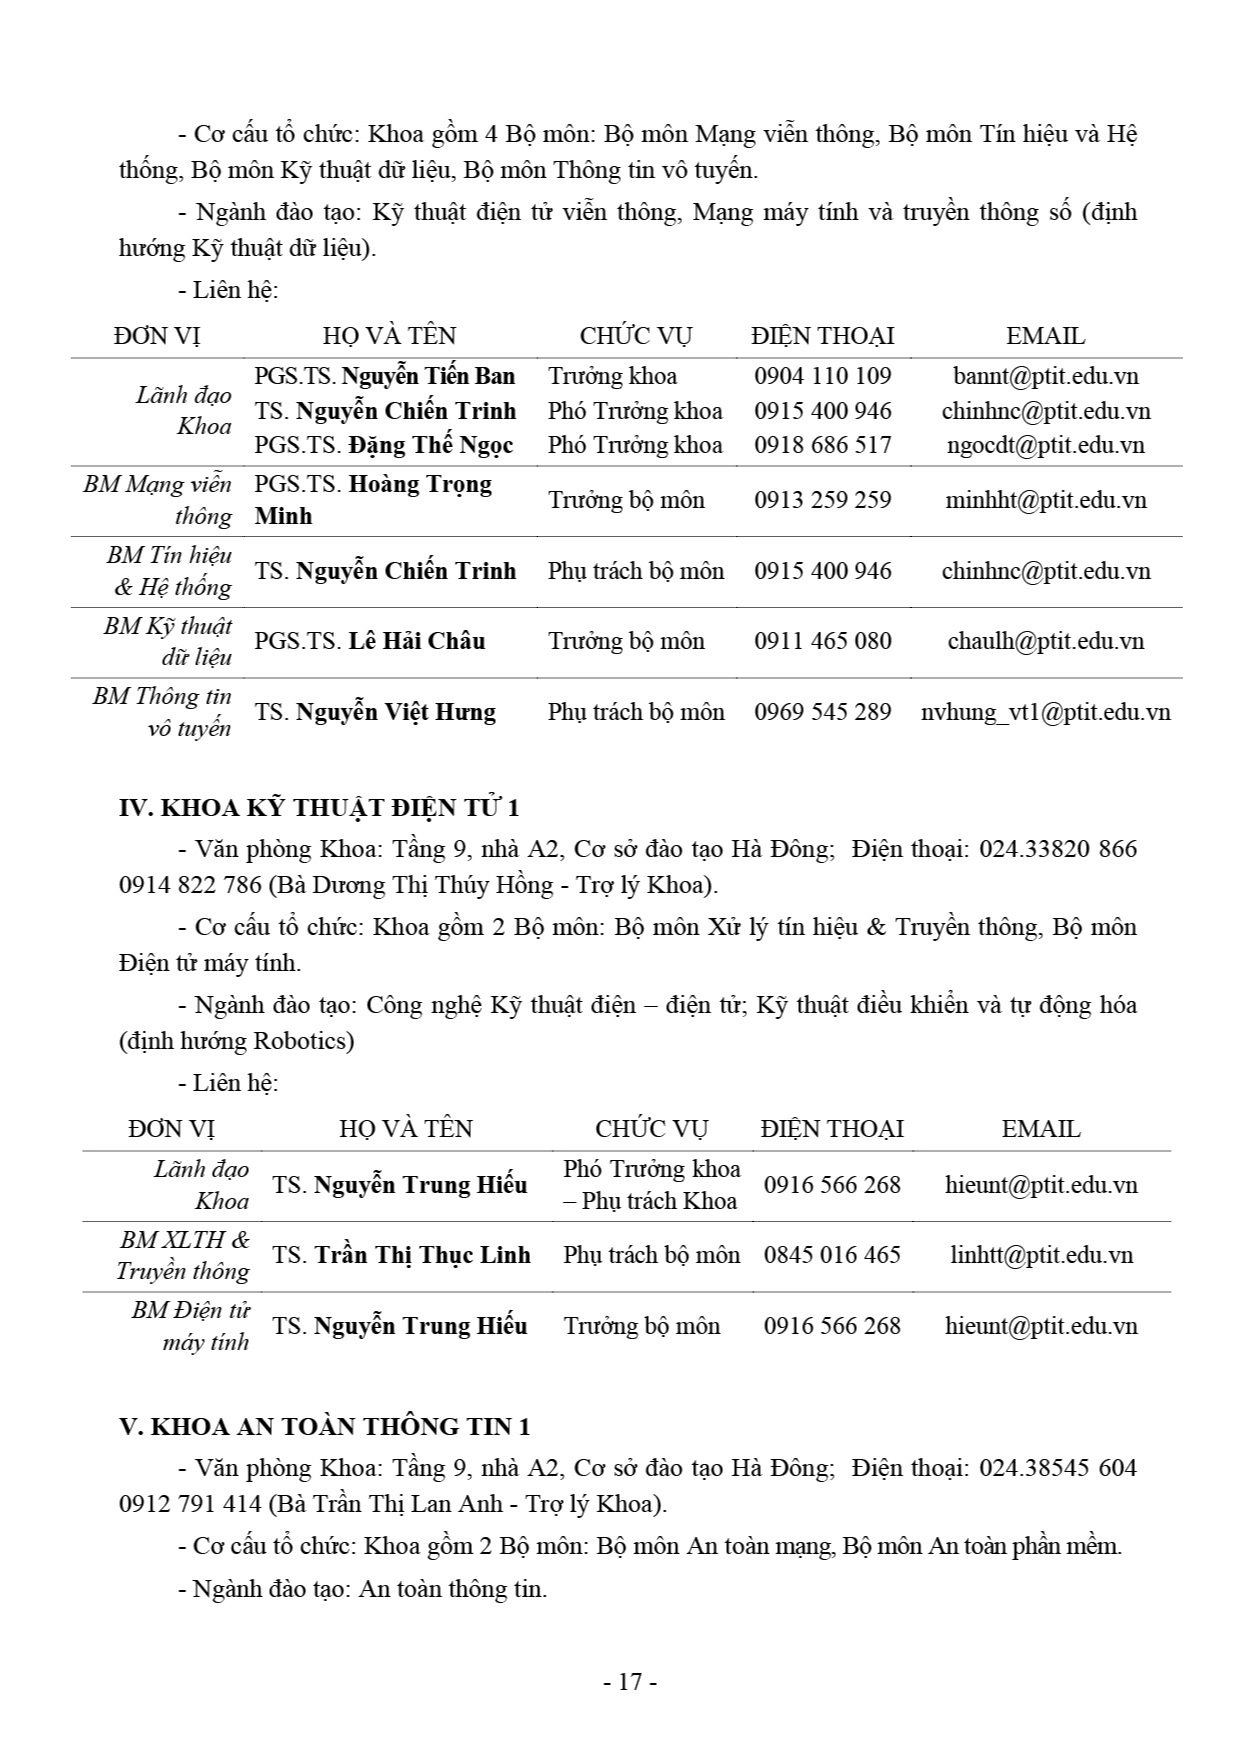 - Cơ cấu tổ chức: Khoa gồm 4 Bộ môn: Bộ môn Mạng viễn thông, Bộ môn Tín hiệu và Hệ
thống, Bộ môn Kỹ thuật dữ liệu, Bộ môn Thông tin vô tuyến.
- Ngành đào tạo: Kỹ thuật điện tử viễn thông, Mạng máy tính và truyền thông số (định
hướng Kỹ thuật dữ liệu).
- Liên hệ:
ĐƠN VỊ HỌ VÀ TÊN CHỨC VỤ ĐIỆN THOẠI EMAIL
Lãnh đạo
Khoa
PGS.TS. Nguyễn Tiến Ban Trưởng khoa 0904 110 109 bannt@ptit.edu.vn
TS. Nguyễn Chiến Trinh Phó Trưởng khoa 0915 400 946 chinhnc@ptit.edu.vn
PGS.TS. Đặng Thế Ngọc Phó Trưởng khoa 0918 686 517 ngocdt@ptit.edu.vn
BM Mạng viễn
thông
PGS.TS. Hoàng Trọng
Minh
Trưởng bộ môn 0913 259 259 minhht@ptit.edu.vn
BM Tín hiệu
& Hệ thống
TS. Nguyễn Chiến Trinh Phụ trách bộ môn 0915 400 946 chinhnc@ptit.edu.vn
BM Kỹ thuật
dữ liệu
PGS.TS. Lê Hải Châu Trưởng bộ môn 0911 465 080 chaulh@ptit.edu.vn
BM Thông tin
vô tuyến
TS. Nguyễn Việt Hưng Phụ trách bộ môn 0969 545 289 nvhung_vt1@ptit.edu.vn
IV. KHOA KỸ THUẬT ĐIỆN TỬ 1
- Văn phòng Khoa: Tầng 9, nhà A2, Cơ sở đào tạo Hà Đông; Điện thoại: 024.33820 866
0914 822 786 (Bà Dương Thị Thúy Hồng - Trợ lý Khoa).
- Cơ cấu tổ chức: Khoa gồm 2 Bộ môn: Bộ môn Xử lý tín hiệu & Truyền thông, Bộ môn
Điện tử máy tính.
- Ngành đào tạo: Công nghệ Kỹ thuật điện – điện tử; Kỹ thuật điều khiển và tự động hóa
(định hướng Robotics)
- Liên hệ:
ĐƠN VỊ HỌ VÀ TÊN CHỨC VỤ ĐIỆN THOẠI EMAIL
Lãnh đạo
Khoa
TS. Nguyễn Trung Hiếu
Phó Trưởng khoa
– Phụ trách Khoa
0916 566 268 hieunt@ptit.edu.vn
BM XLTH &
Truyền thông
TS. Trần Thị Thục Linh Phụ trách bộ môn 0845 016 465 linhtt@ptit.edu.vn
BM Điện tử
máy tính
TS. Nguyễn Trung Hiếu Trưởng bộ môn 0916 566 268 hieunt@ptit.edu.vn
V. KHOA AN TOÀN THÔNG TIN 1
- Văn phòng Khoa: Tầng 9, nhà A2, Cơ sở đào tạo Hà Đông; Điện thoại: 024.38545 604
0912 791 414 (Bà Trần Thị Lan Anh - Trợ lý Khoa).
- Cơ cấu tổ chức: Khoa gồm 2 Bộ môn: Bộ môn An toàn mạng, Bộ môn An toàn phần mềm.
- Ngành đào tạo: An toàn thông tin.
- 17 -